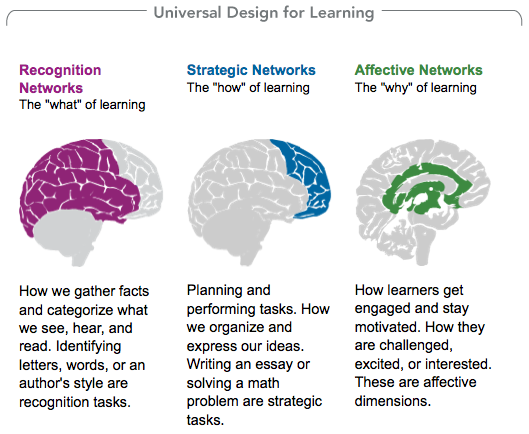 Universal Design for Learning
Recognition
Networks
The "what" of learning
How we gather facts
and categorize what
we see, hear, and
read. Identifying
letters, words, or an
author's style are
recognition tasks.
Strategic Networks
The "how" of learning
Planning and
performing tasks. How
we organize and
express our ideas.
Writing an essay or
solving a math
problem are strategic
tasks.
Affective Networks
The "why" of learning
How learners get
engaged and stay
motivated. How they
are challenged,
excited, or interested.
These are affective
dimensions.